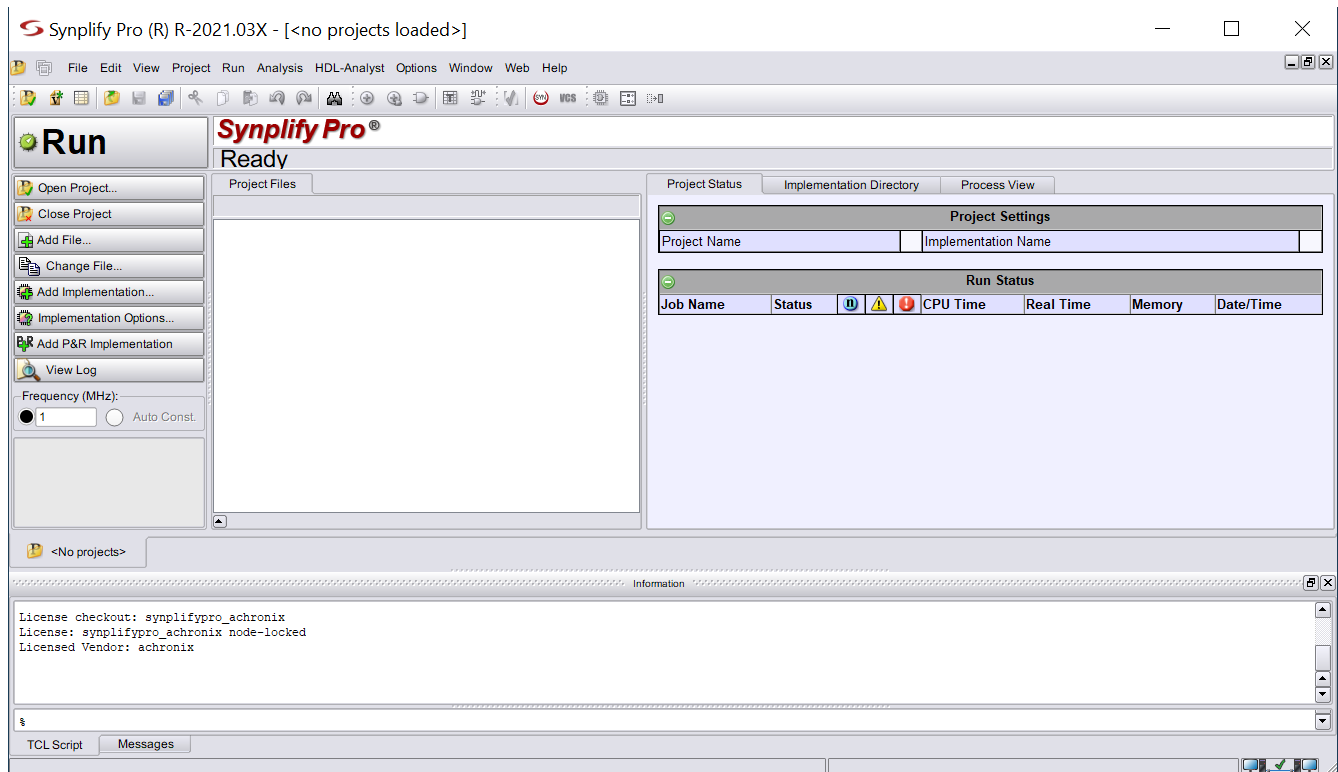 Synplify Pro (R) R-2021.03X - [<no projects loaded>]
File Edit View Project Run Analysis HDL-Analyst Options Window Web Help
SYN VCS
Run
Synplify Pro ®
Ready
Open Project...
Close Project
Add File...
Change File...
Add Implementation...
Implementation Options...
Add P&R Implementation
View Log
Frequency (MHz):
1 Auto Const.
Project Files
Project Status Implementation Directory Process View
Project Settings
Project Name Implementation Name
Run Status
Job Name Status n ! ! CPU Time Real Time Memory Date/Time
<No projects>
Information
License checkout: synplifypro_achronix
License: synplifypro_achronix node-locked
Licensed Vendor: achronix
%
TCL Script Messages